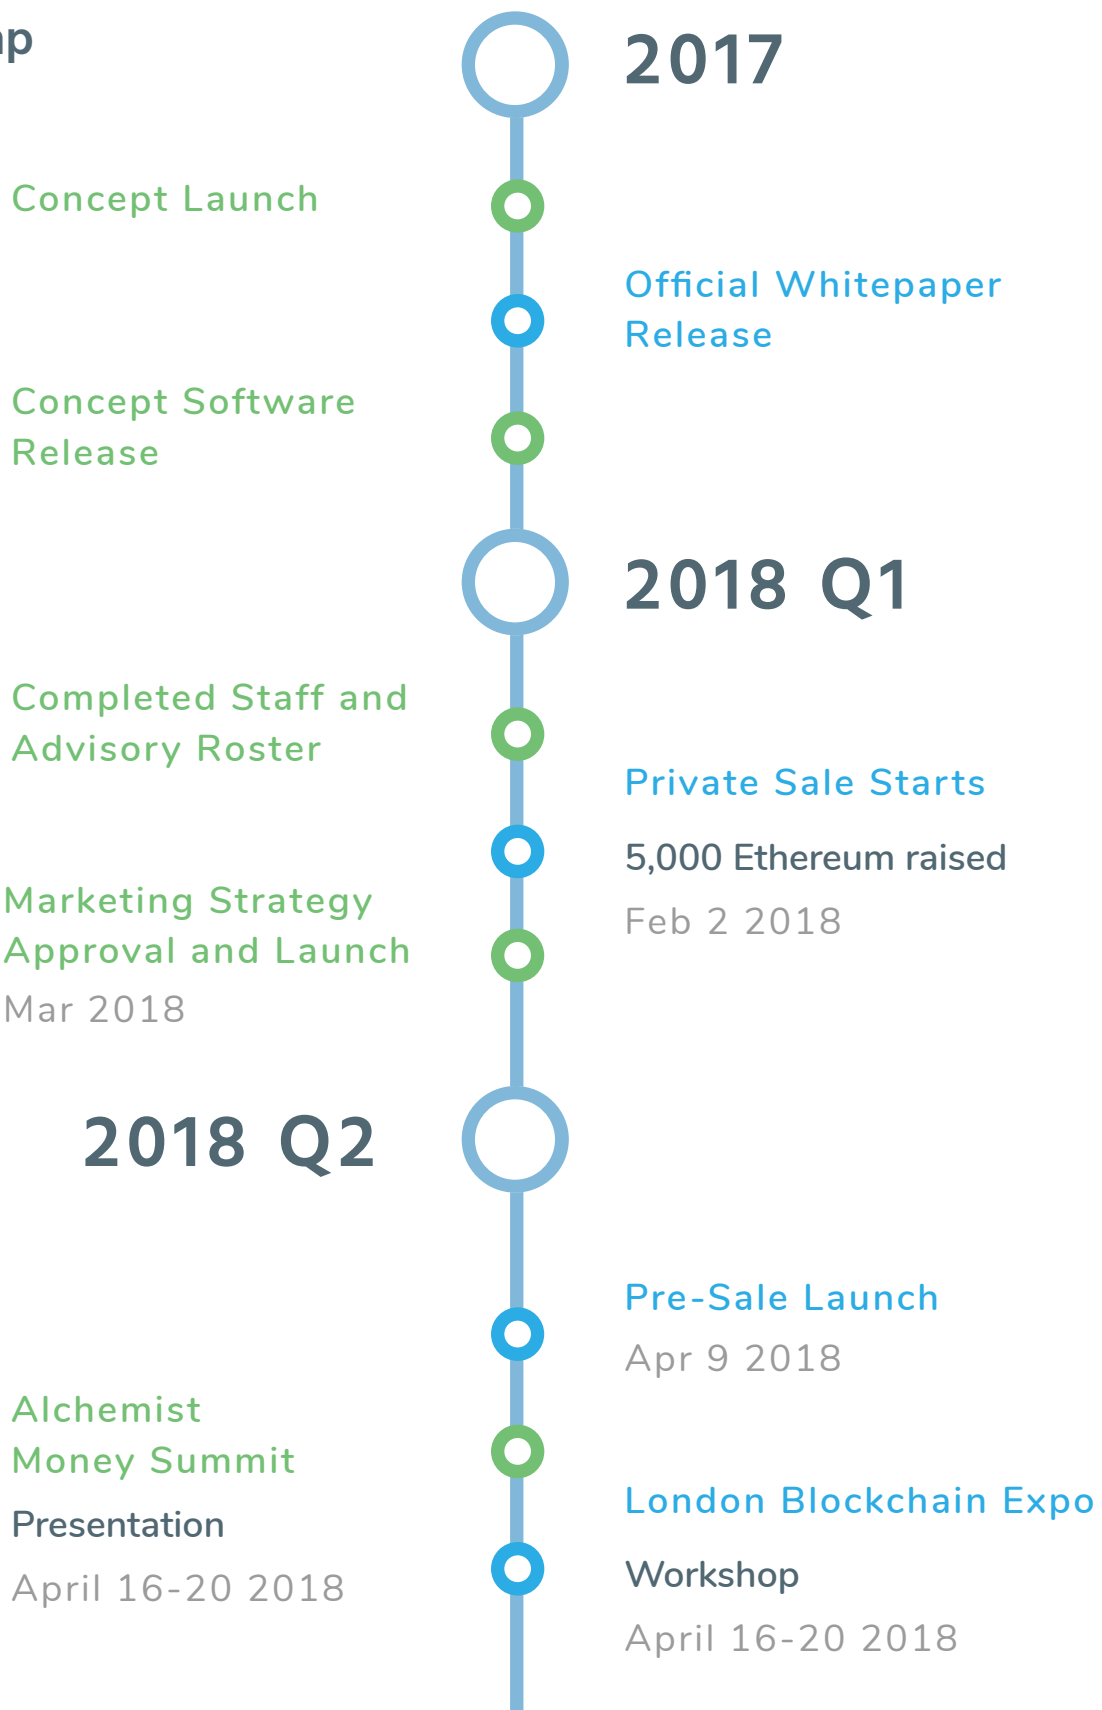 2017
Concept Launch
Official Whitepaper
Release
Concept Software
Release
2018 Q1
Completed Staff and
Advisory Roster
Private Sale Starts
5,000 Ethereum raised
Feb 2 2018
Marketing Strategy
Approval and Launch
Mar 2018
2018 Q2
Pre-Sale Launch
Apr 9 2018
Alchemist
Money Summit
Presentation
April 16-20 2018
London Blockchain Expo
Workshop
April 16-20 2018